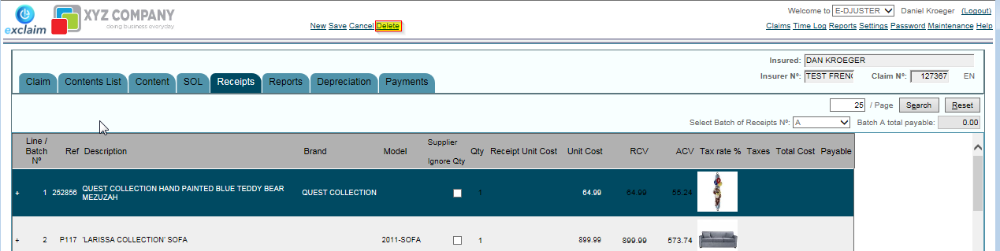 exclaim
XYZ COMPANY
doing business everyday
New Save Cancel Delete
Welcome to E-DJUSTER Daniel Kroeger (Logout)
Claims Time Log Reports Settings Password Maintenance Help
Insured: DAN KROEGER
Insurer Nº: TEST FRENC Claim Nº: 127367 EN
Claim Contents List Content SOL Receipts Reports Depreciation Payments
25 / Page Search Reset
Select Batch of Receipts Nº: A Batch A total payable: 0.00
Line / Batch Nº Ref Description Brand Model Supplier Ignore Qty Qty Receipt Unit Cost Unit Cost RCV ACV Tax rate % Taxes Total Cost Payable
+ 1 252856 QUEST COLLECTION HAND PAINTED BLUE TEDDY BEAR MEZUZAH QUEST COLLECTION 1 64.99 64.99 55.24
+ 2 P117 'LARISSA COLLECTION' SOFA 2011-SOFA 1 899.99 899.99 573.74